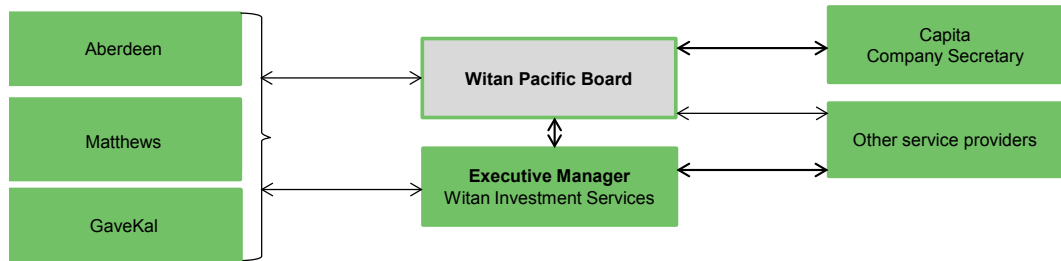 Aberdeen
Matthews
GaveKal
Witan Pacific Board
Executive Manager
Witan Investment Services
Capita
Company Secretary
Other service providers